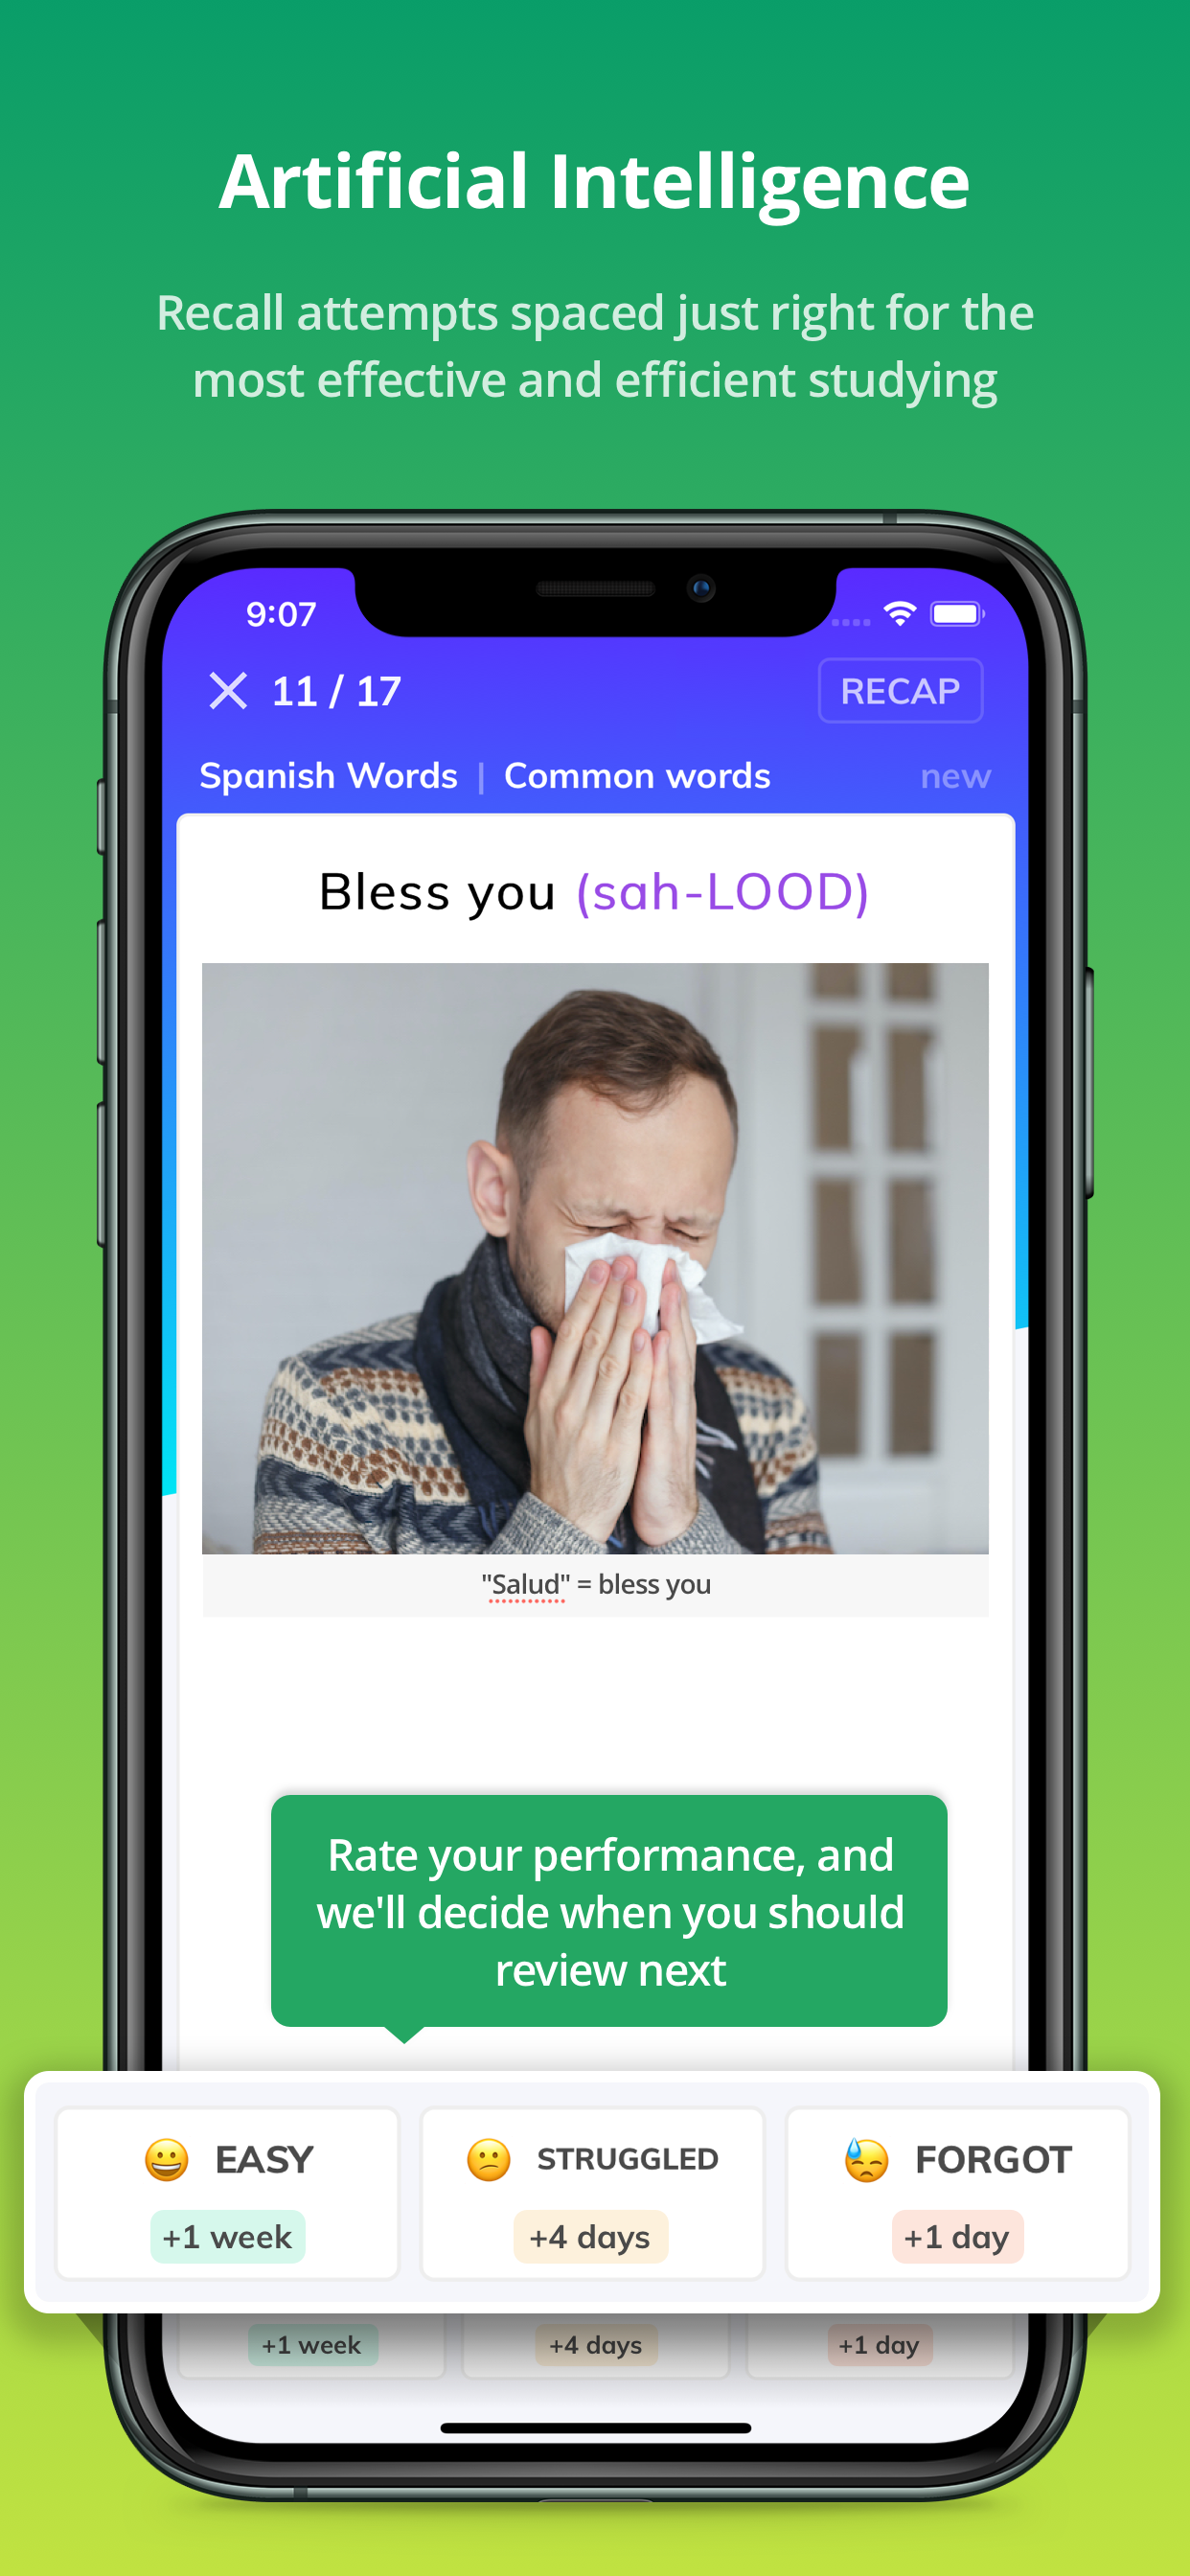 Artificial Intelligence
Recall attempts spaced just right for the
most effective and efficient studying
9:07
11 / 17
RECAP
Spanish Words | Common words
new
Bless you (sah-LOOD)
"Salud" = bless you
Rate your performance, and
we'll decide when you should
review next
EASY
STRUGGLED
FORGOT
+1 week
+4 days
+1 day
+1 week
+4 days
+1 day